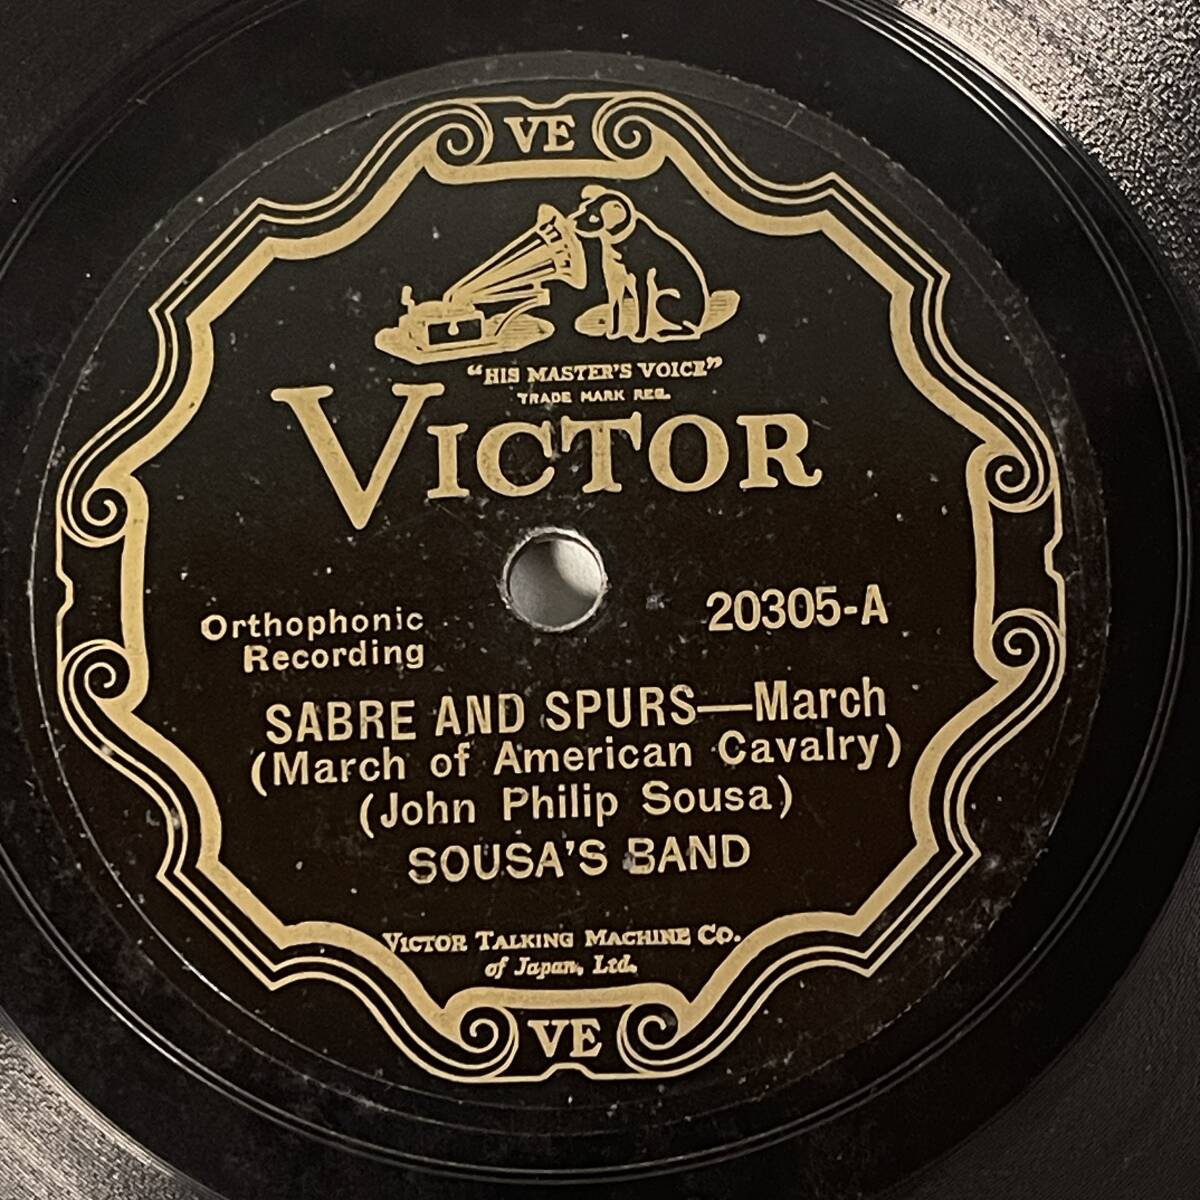 VE
“HIS MASTER'S VOICE”
TRADE MARK REG.
VICTOR
Orthophonic
Recording
20305-A
SABRE AND SPURS—March
(March of American Cavalry)
(John Philip Sousa)
SOUSA'S BAND
VICTOR TALKING MACHINE CO.
of Japan, Ltd.
VE